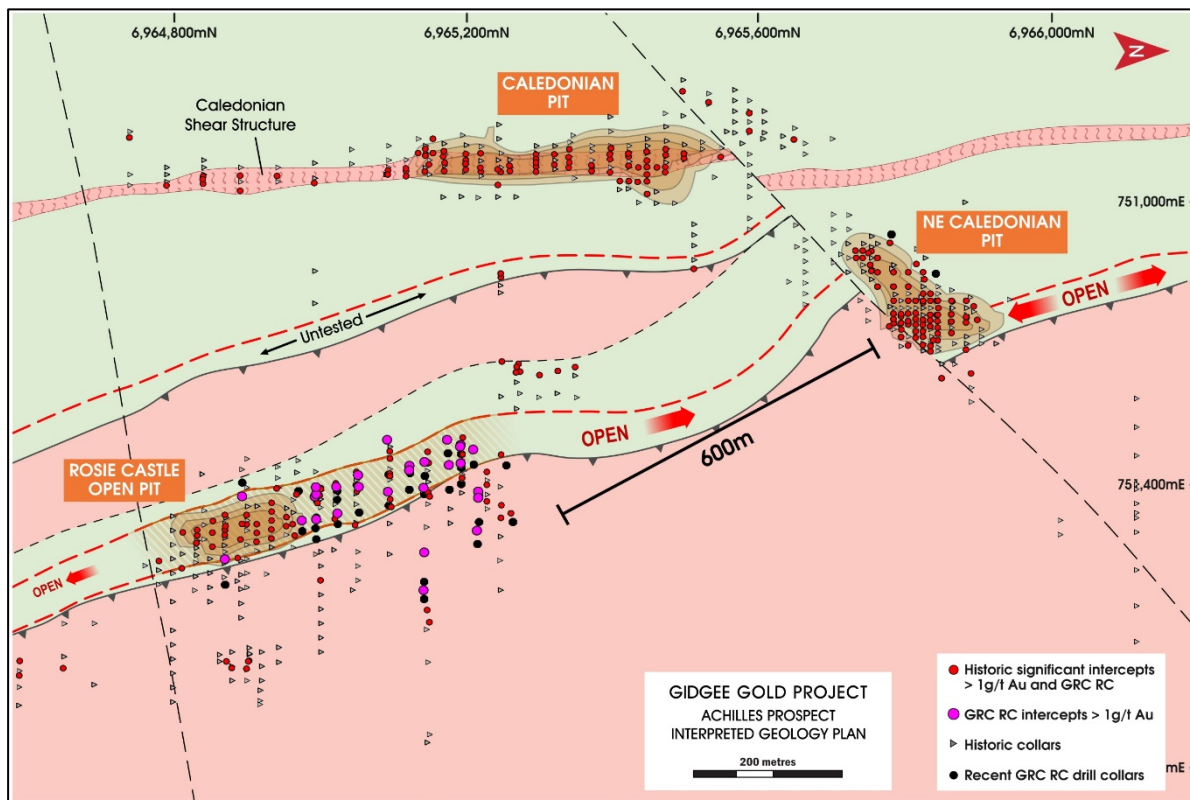 6,964,800mN
6,965,200mN
6,965,600mN
6,966,000mN
N
CALEDONIAN
PIT
Caledonian
Shear Structure
751,000mE
NE CALEDONIAN
PIT
OPEN
Untested
OPEN
600m
ROSIE CASTLE
OPEN PIT
,400mE
OPEN
GIDGEE GOLD PROJECT
ACHILLES PROSPECT
INTERPRETED GEOLOGY PLAN
200 metres
Historic significant intercepts
> 1g/t Au and GRC RC
GRC RC intercepts > 1g/t Au
Historic collars
Recent GRC RC drill collars
mE